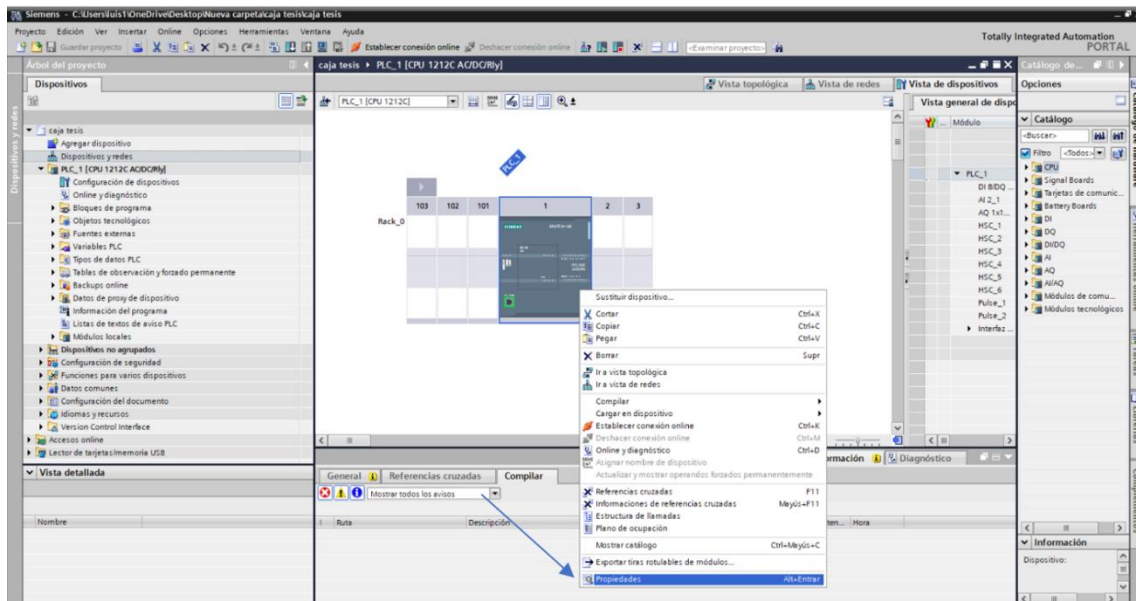 Siemens - C:\Users\luis1\OneDrive\Desktop\Nueva carpeta\caja tesis\caja tesis
Proyecto Edición Ver Insertar Online Opciones Herramientas Ventana Ayuda
Guardar proyecto Establecer conexión online Deshacer conexión online <Examinar proyecto>
Totally Integrated Automation
PORTAL
Árbol del proyecto
Dispositivos
Dispositivos y redes
caja tesis
Agregar dispositivo
Dispositivos y redes
PLC_1 [CPU 1212C AC/DC/Rly]
Configuración de dispositivos
Online y diagnóstico
Bloques de programa
Objetos tecnológicos
Fuentes externas
Variables PLC
Tipos de datos PLC
Tablas de observación y forzado permanente
Backups online
Datos de proxy de dispositivo
Información del programa
Listas de textos de aviso PLC
Módulos locales
Dispositivos no agrupados
Configuración de seguridad
Funciones para varios dispositivos
Datos comunes
Configuración del documento
Idiomas y recursos
Version Control Interface
Accesos online
Lector de tarjetas/memoria USB
Vista detallada
Nombre
caja tesis PLC_1 [CPU 1212C AC/DC/Rly]
Vista topológica Vista de redes Vista de dispositivos
PLC_1 [CPU 1212C]
PLC_1
103 102 101 1 2 3
Rack_0
SIEMENS
Sustituir dispositivo...
Cortar Ctrl+X
Copiar Ctrl+C
Pegar Ctrl+V
Borrar Supr
Ir a vista topológica
Ir a vista de redes
Compilar
Cargar en dispositivo
Establecer conexión online Ctrl+K
Deshacer conexión online Ctrl+M
Online y diagnóstico Ctrl+D
Asignar nombre de dispositivo
Actualizar y mostrar operandos forzados permanentemente
Referencias cruzadas F11
Informaciones de referencias cruzadas Mayús+F11
Estructura de llamadas
Plano de ocupación
Mostrar catálogo Ctrl+Mayús+C
Exportar tiras rotulables de módulos...
Propiedades Alt+Entrar
Vista general de dispo
... Módulo
PLC_1
DI 8/DQ ...
AI 2_1
AQ 1x1...
HSC_1
HSC_2
HSC_3
HSC_4
HSC_5
HSC_6
Pulse_1
Pulse_2
Interfaz ...
rmación Diagnóstico
General Referencias cruzadas Compilar
Mostrar todos los avisos
! Ruta Descripción ten... Hora
Catálogo de...
Opciones
Catálogo
<Buscar>
Filtro <Todos>
CPU
Signal Boards
Tarjetas de comunic...
Battery Boards
DI
DQ
DI/DQ
AI
AQ
AI/AQ
Módulos de comu...
Módulos tecnológicos
Información
Dispositivo: